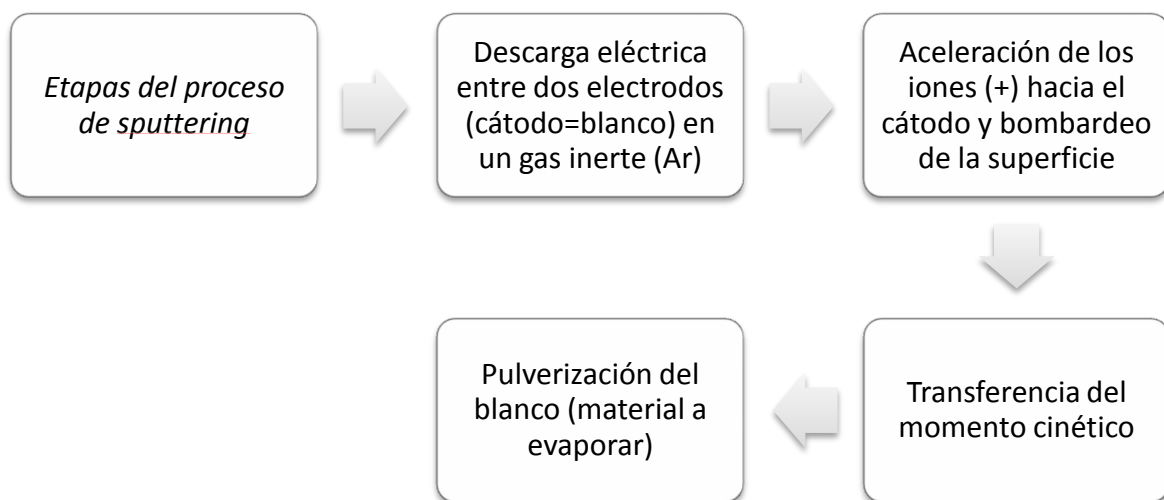 Etapas del proceso
de sputtering
Descarga eléctrica
entre dos electrodos
(cátodo=blanco) en
un gas inerte (Ar)
Aceleración de los
iones (+) hacia el
cátodo y bombardeo
de la superficie
Transferencia del
momento cinético
Pulverización del
blanco (material a
evaporar)